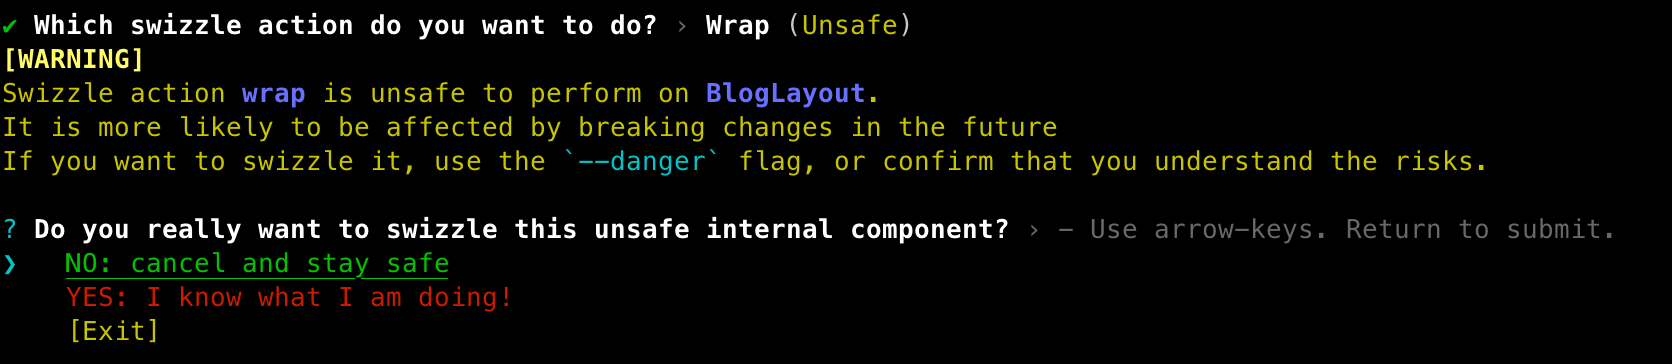 ✔ Which swizzle action do you want to do? › Wrap (Unsafe)
[WARNING]
Swizzle action wrap is unsafe to perform on BlogLayout.
It is more likely to be affected by breaking changes in the future
If you want to swizzle it, use the `--danger` flag, or confirm that you understand the risks.
? Do you really want to swizzle this unsafe internal component? › - Use arrow-keys. Return to submit.
❯ NO: cancel and stay safe
YES: I know what I am doing!
[Exit]